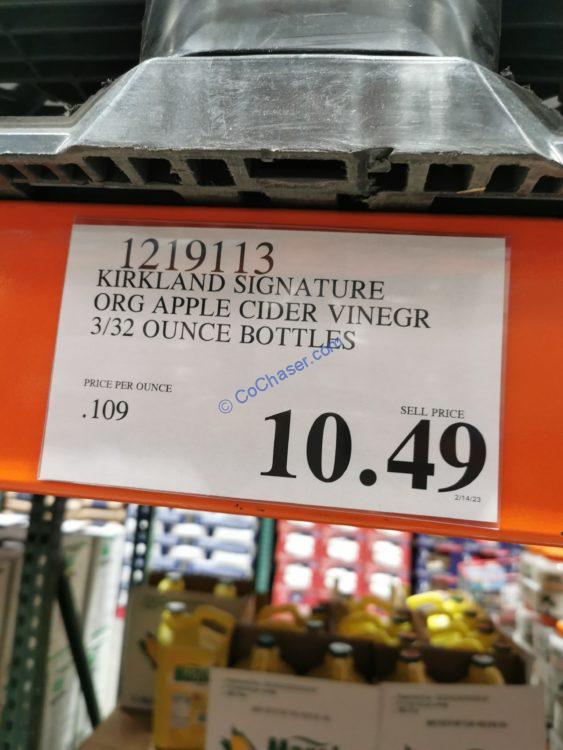 1219113
KIRKLAND SIGNATURE
ORG APPLE CIDER VINEGR
3/32 OUNCE BOTTLES
© CoChaser.com
PRICE PER OUNCE
.109
SELL PRICE
10.49
2/14/23